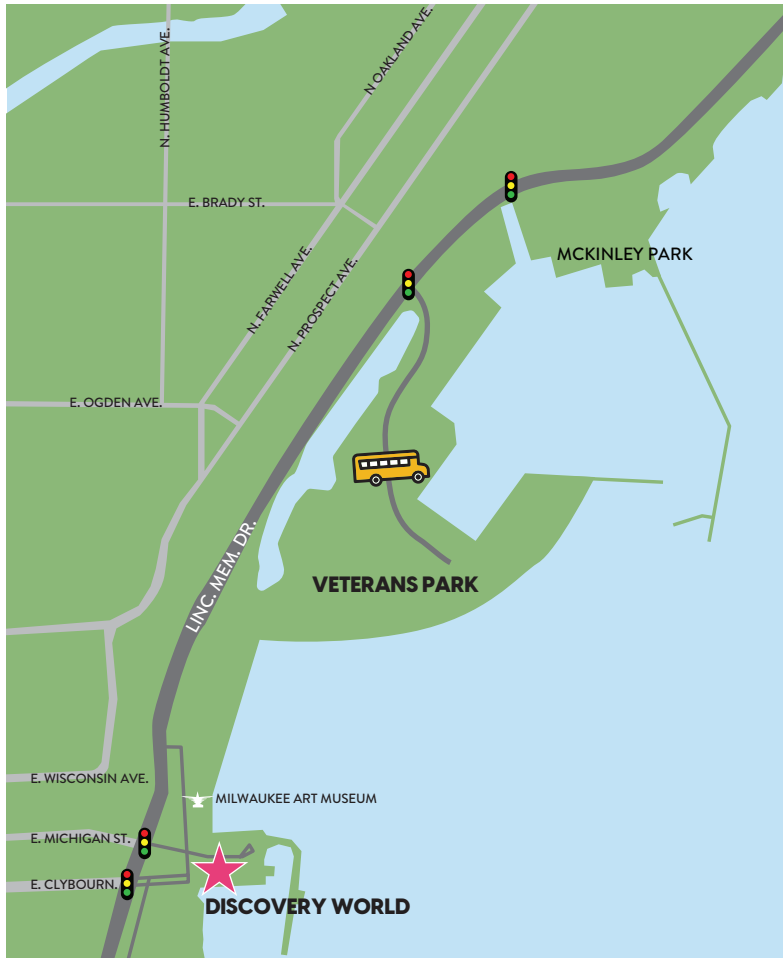 N. HUMBOLDT AVE.
N OAKLAND AVE.
E. BRADY ST.
MCKINLEY PARK
N. FARWELL AVE.
N. PROSPECT AVE.
E. OGDEN AVE.
LINC. MEM. DR.
VETERANS PARK
E. WISCONSIN AVE.
MILWAUKEE ART MUSEUM
E. MICHIGAN ST.
E. CLYBOURN.
DISCOVERY WORLD